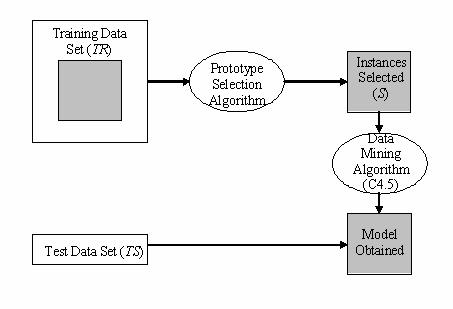 Training Data
Set (TR)
Prototype
Selection
Algorithm
Instances
Selected
(S)
Data
Mining
Algorithm
(C4.5)
Model
Obtained
Test Data Set (TS)